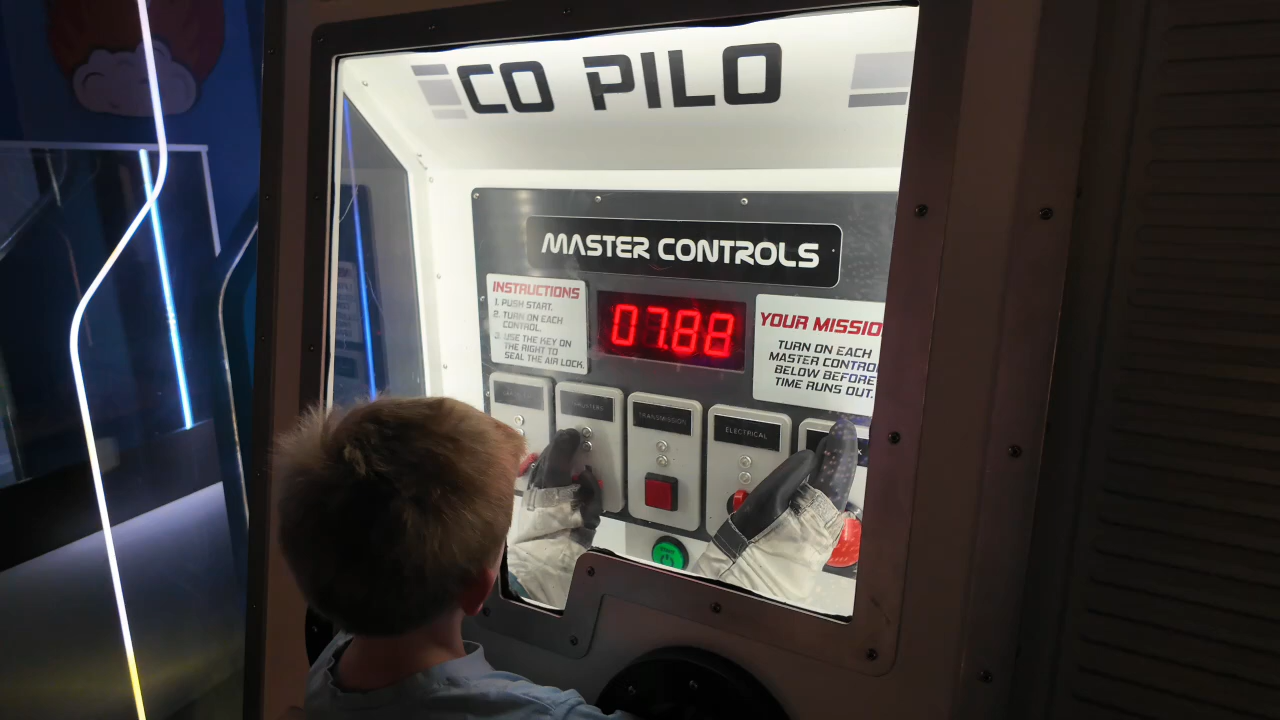 CO PILO
MASTER CONTROLS
INSTRUCTIONS
1. PUSH START.
2. TURN ON EACH
CONTROL.
3. USE THE KEY ON
THE RIGHT TO
SEAL THE AIR LOCK.
07.88
YOUR MISSIO
TURN ON EACH
MASTER CONTRO
BELOW BEFORE
TIME RUNS OUT.
TRANSMISSION
ELECTRICAL
START